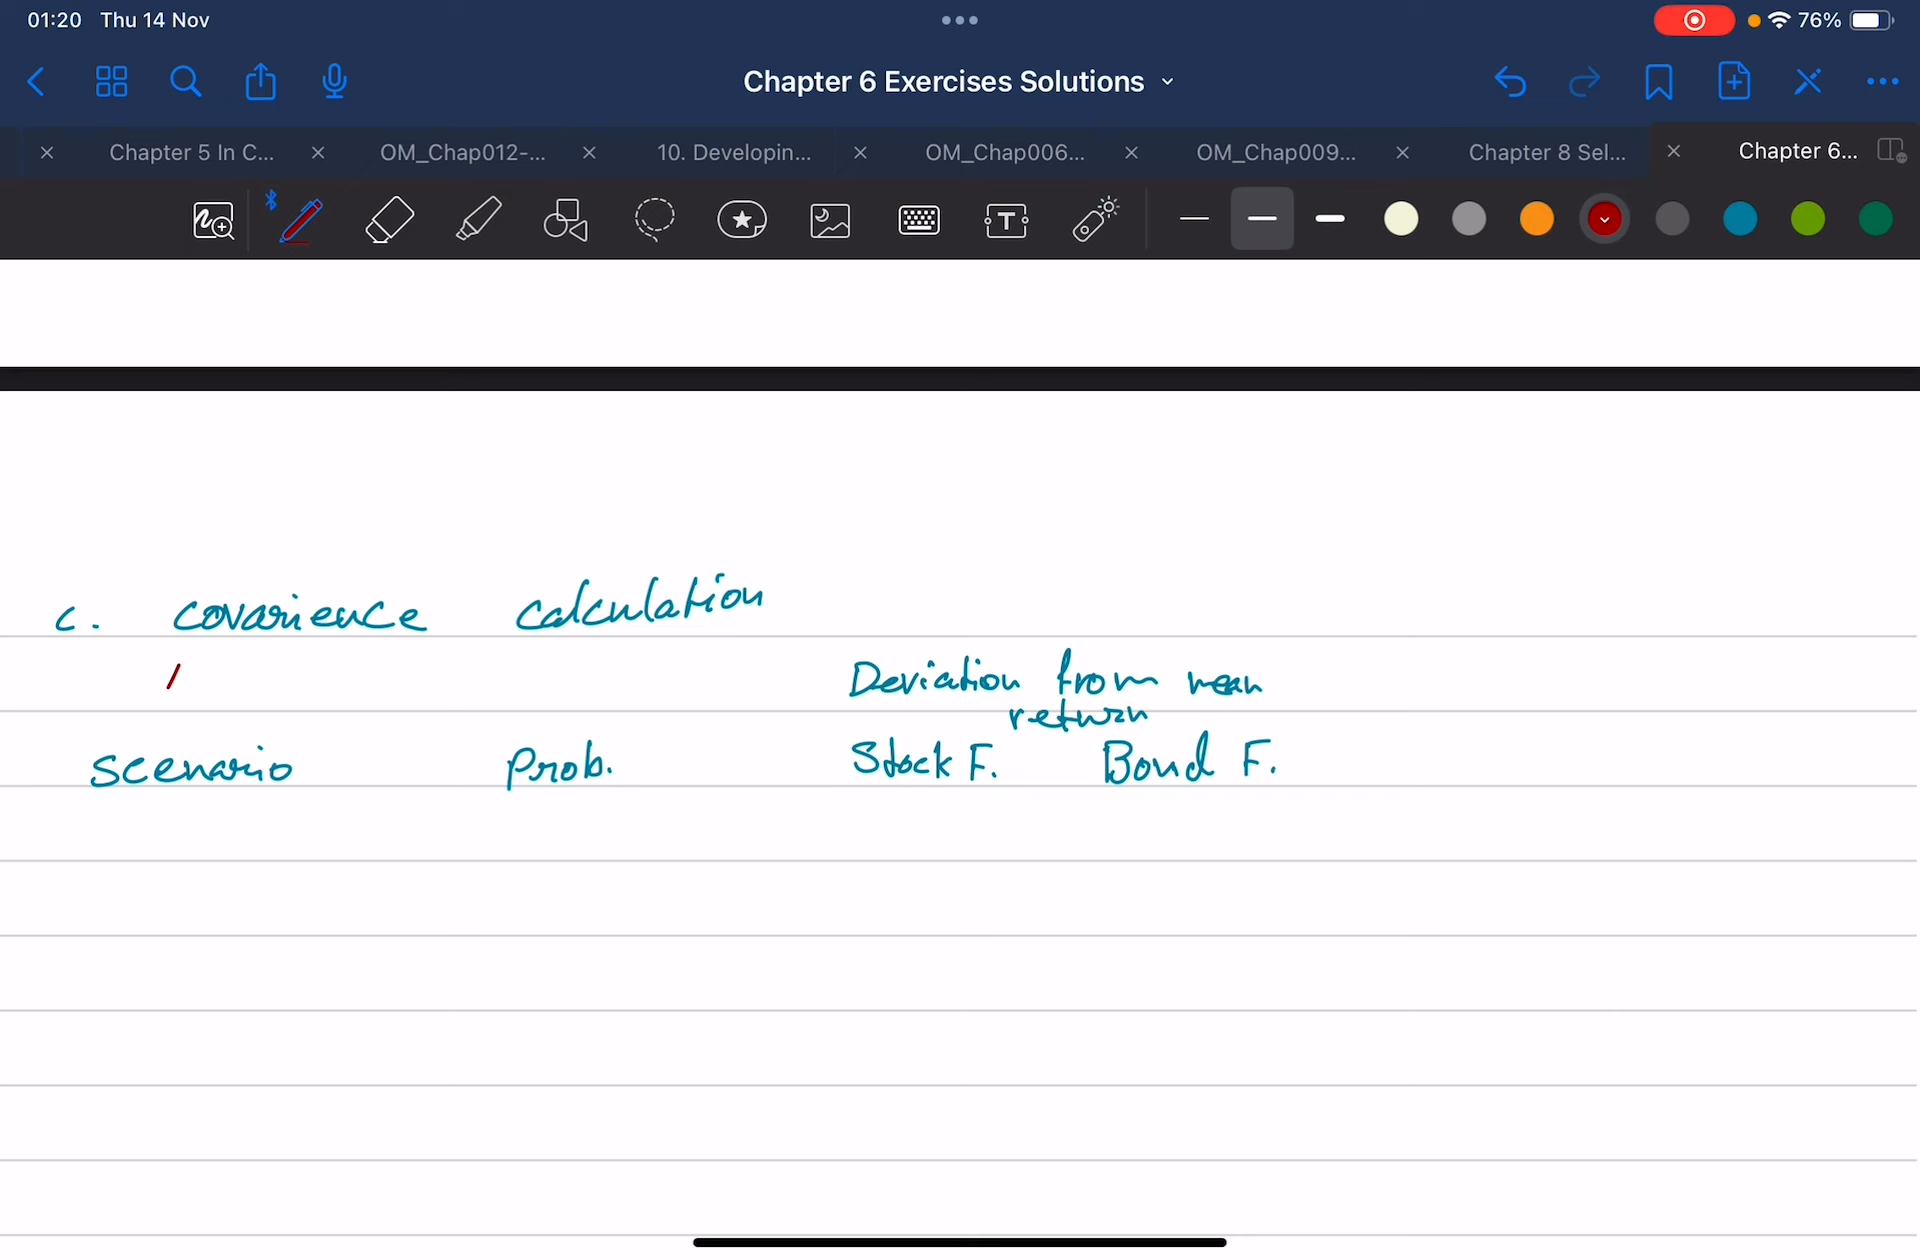 01:20 Thu 14 Nov 76%
Chapter 6 Exercises Solutions
Chapter 5 In C... OM_Chap012-... 10. Developin... OM_Chap006... OM_Chap009... Chapter 8 Sel... Chapter 6...
c. covarience calculation
Deviation from mean
return
scenario Prob. Stock F. Bond F.